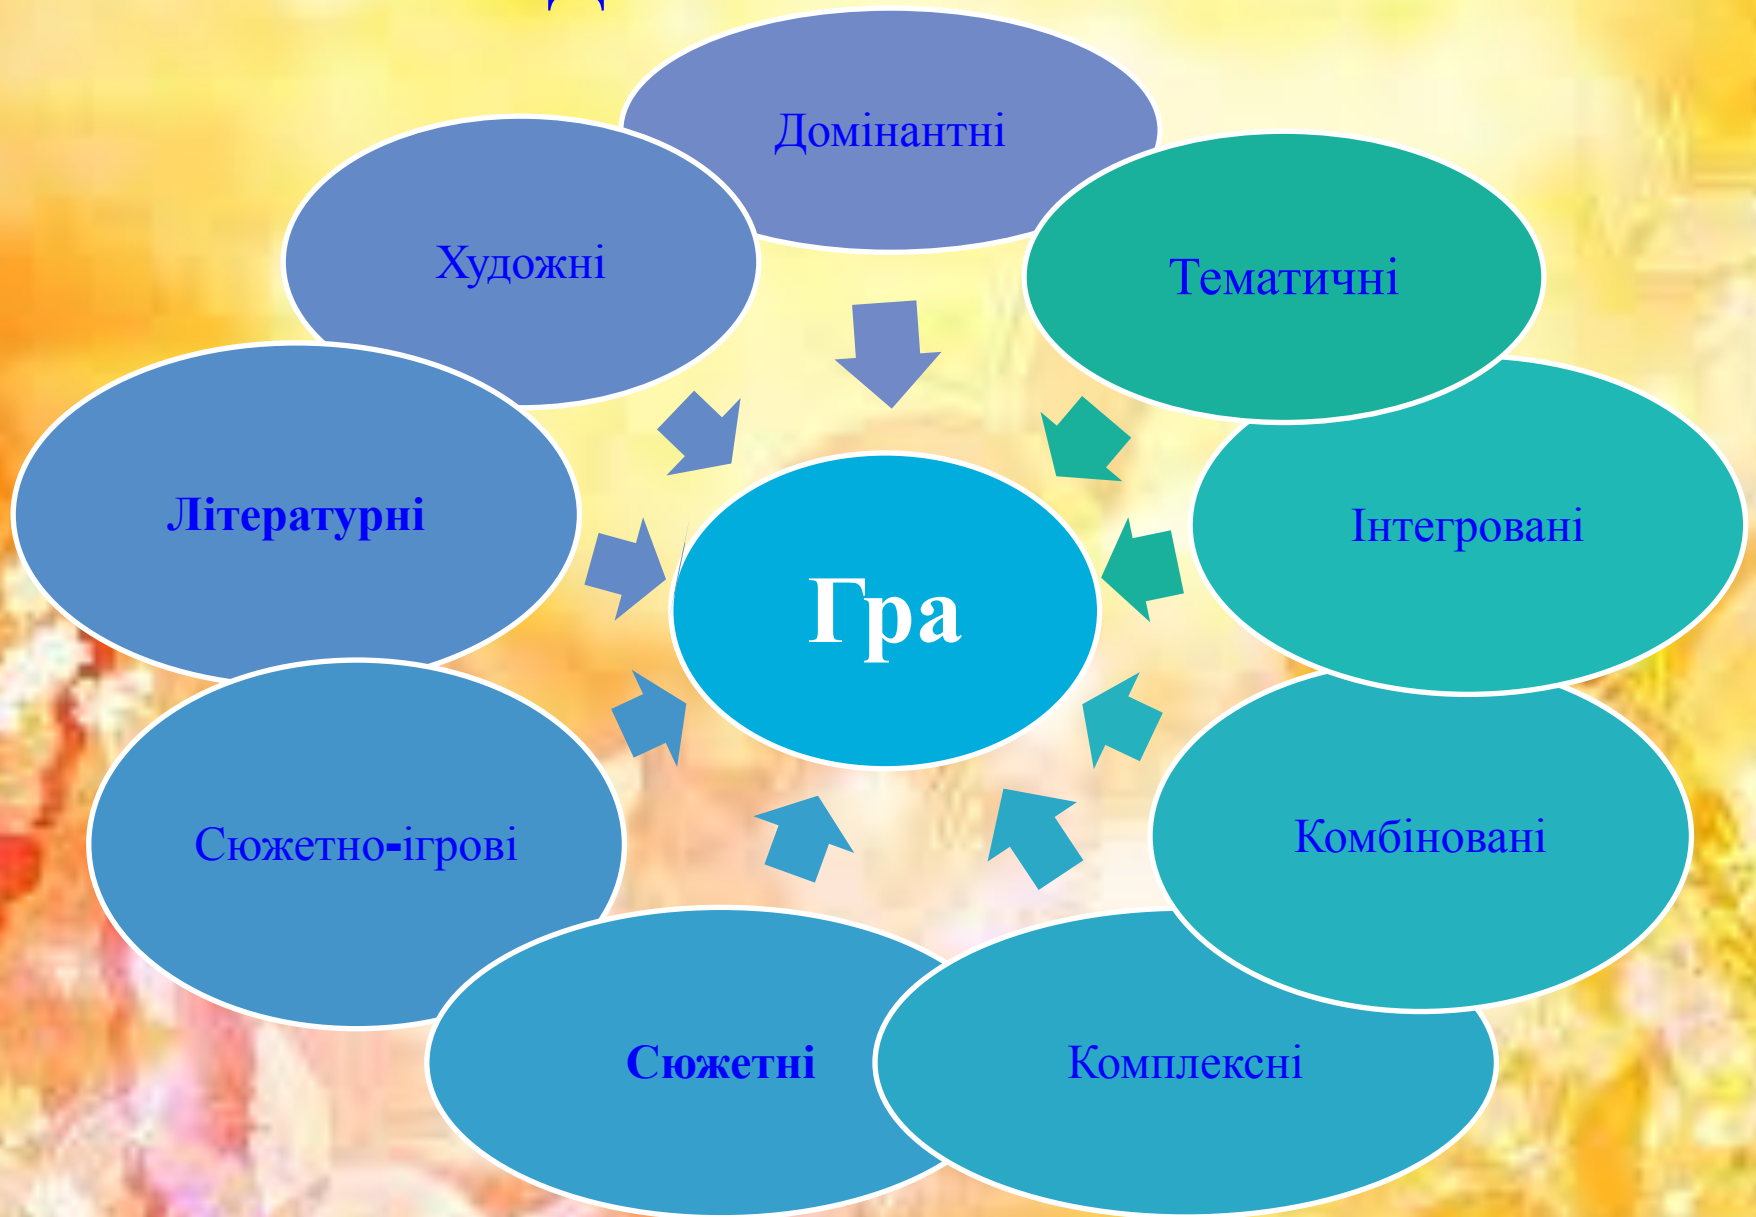 Домінантні
Художні
Тематичні
Літературні
Інтегровані
Гра
Сюжетно-ігрові
Комбіновані
Сюжетні
Комплексні